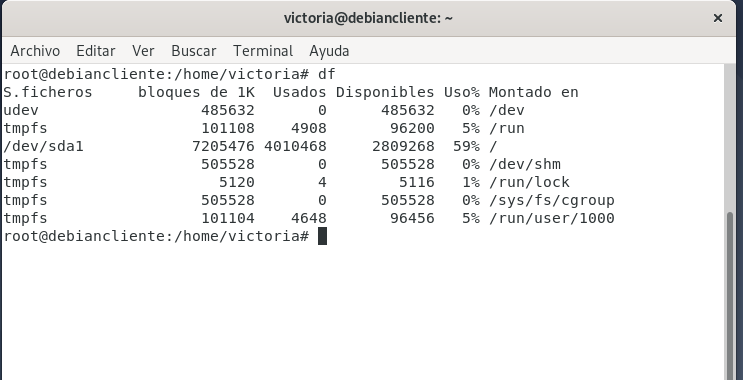 victoria@debiancliente: ~
Archivo Editar Ver Buscar Terminal Ayuda
root@debiancliente:/home/victoria# df
S.ficheros     bloques de 1K  Usados Disponibles Uso% Montado en
udev                  485632       0      485632   0% /dev
tmpfs                 101108    4908       96200   5% /run
/dev/sda1            7205476 4010468     2809268  59% /
tmpfs                 505528       0      505528   0% /dev/shm
tmpfs                   5120       4        5116   1% /run/lock
tmpfs                 505528       0      505528   0% /sys/fs/cgroup
tmpfs                 101104    4648       96456   5% /run/user/1000
root@debiancliente:/home/victoria#